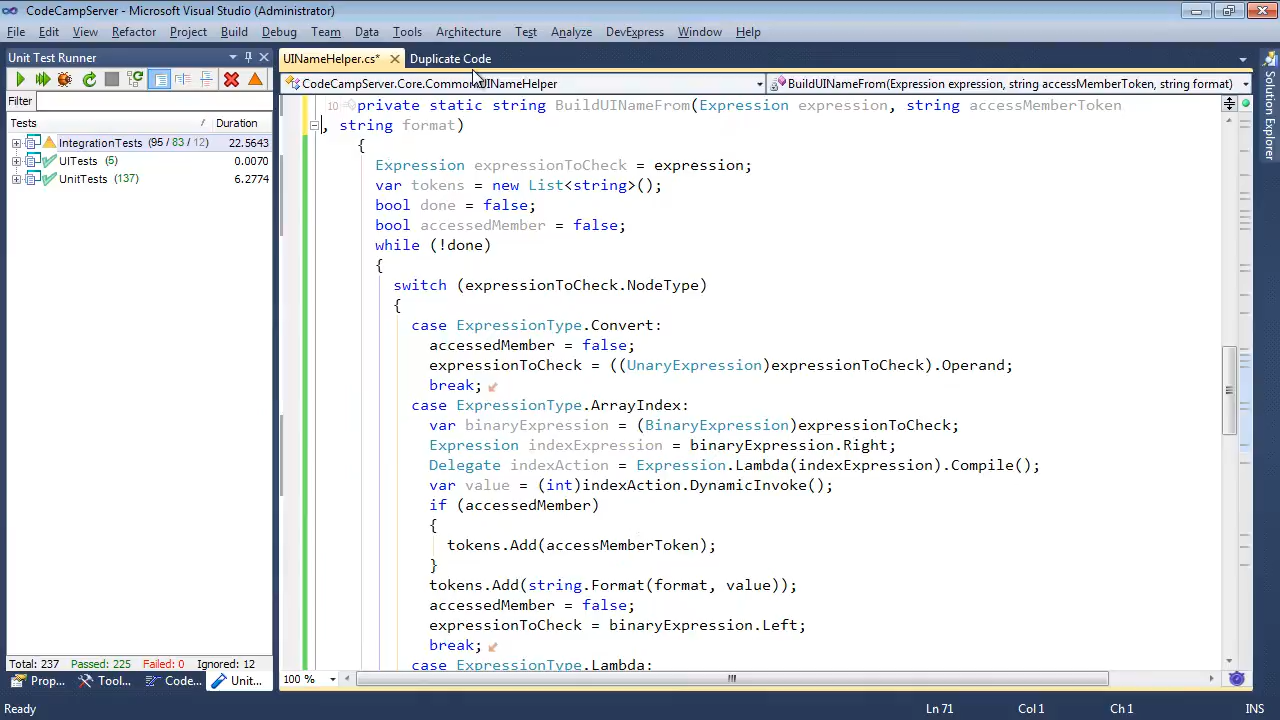 CodeCampServer - Microsoft Visual Studio (Administrator)
File Edit View Refactor Project Build Debug Team Data Tools Architecture Test Analyze DevExpress Window Help
Unit Test Runner
UINameHelper.cs* Duplicate Code
CodeCampServer.Core.Common.UINameHelper BuildUINameFrom(Expression expression, string accessMemberToken, string format)
Filter
Tests / Duration
IntegrationTests (95 / 83 / 12) 22.5643
UITests (5) 0.0070
UnitTests (137) 6.2774
10 private static string BuildUINameFrom(Expression expression, string accessMemberToken
, string format)
{
Expression expressionToCheck = expression;
var tokens = new List<string>();
bool done = false;
bool accessedMember = false;
while (!done)
{
switch (expressionToCheck.NodeType)
{
case ExpressionType.Convert:
accessedMember = false;
expressionToCheck = ((UnaryExpression)expressionToCheck).Operand;
break;
case ExpressionType.ArrayIndex:
var binaryExpression = (BinaryExpression)expressionToCheck;
Expression indexExpression = binaryExpression.Right;
Delegate indexAction = Expression.Lambda(indexExpression).Compile();
var value = (int)indexAction.DynamicInvoke();
if (accessedMember)
{
tokens.Add(accessMemberToken);
}
tokens.Add(string.Format(format, value));
accessedMember = false;
expressionToCheck = binaryExpression.Left;
break;
case ExpressionType.Lambda:
Solution Explorer
Total: 237 Passed: 225 Failed: 0 Ignored: 12
Prop... Tool... Code... Unit...
100 %
Ready Ln 71 Col 1 Ch 1 INS